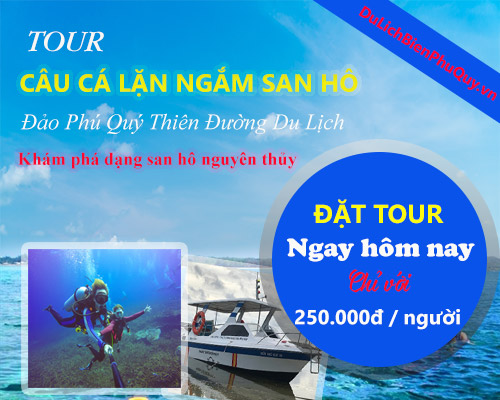 TOUR
DuLichBienPhuQuy.vn
CÂU CÁ LẶN NGẮM SAN HÔ
Đảo Phú Quý Thiên Đường Du Lịch
Khám phá dạng san hô nguyên thủy
ĐẶT TOUR
Ngay hôm nay
Chỉ với
250.000đ / người